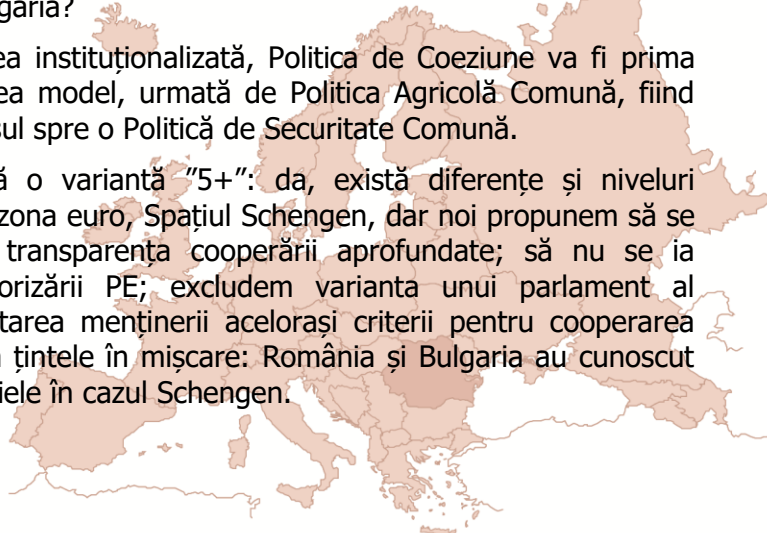 garia?
ea instituționalizată, Politica de Coeziune va fi prima
ea model, urmată de Politica Agricolă Comună, fiind
sul spre o Politică de Securitate Comună.
ă o variantă ”5+”: da, există diferențe și niveluri
zona euro, Spațiul Schengen, dar noi propunem să se
transparența cooperării aprofundate; să nu se ia
orizării PE; excludem varianta unui parlament al
tarea menținerii acelorași criterii pentru cooperarea
țintele în mișcare: România și Bulgaria au cunoscut
iele în cazul Schengen.